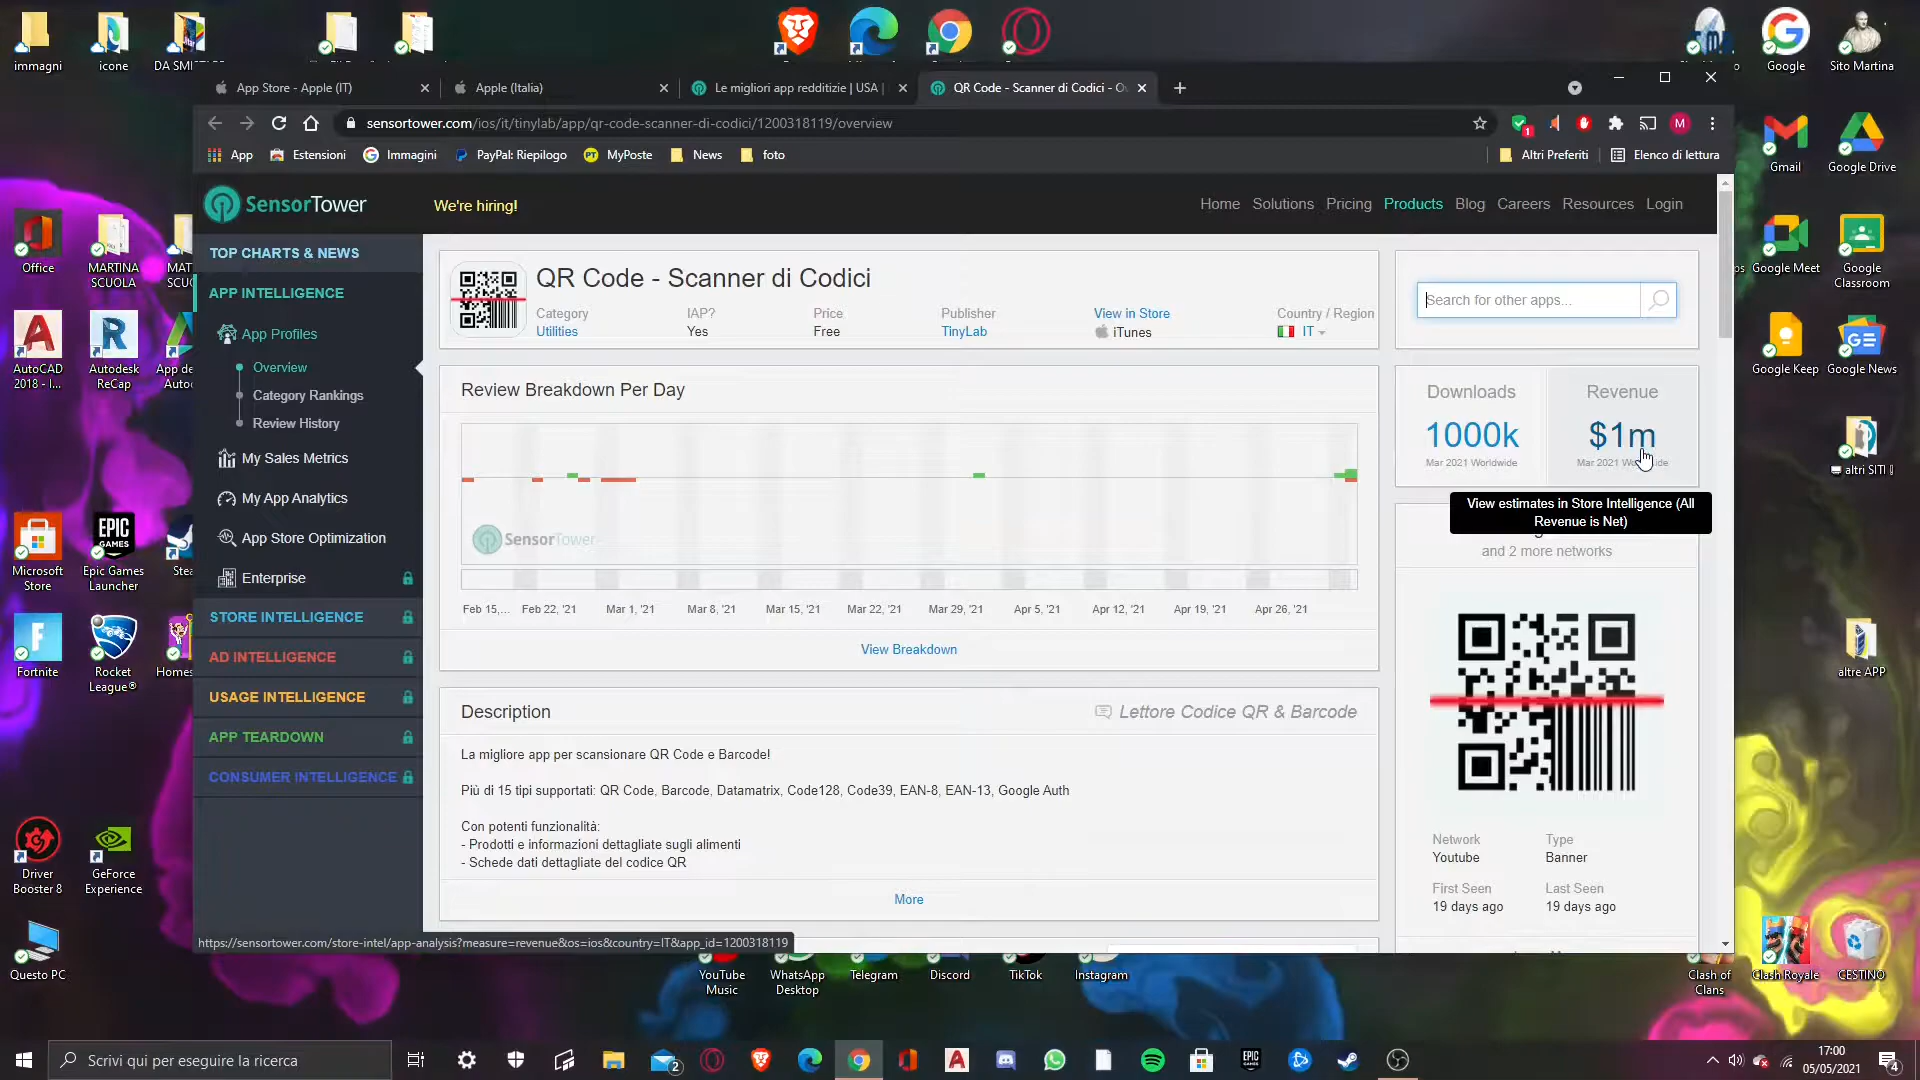 immagni
icone
Google
Sito Martina
App Store - Apple (IT)
Apple (Italia)
Le migliori app redditizie | USA |
QR Code - Scanner di Codici - O
sensortower.com/ios/it/tinylab/app/qr-code-scanner-di-codici/1200318119/overview
App
Estensioni
Immagini
PayPal: Riepilogo
MyPoste
News
foto
Altri Preferiti
Elenco di lettura
SensorTower
We're hiring!
Home
Solutions
Pricing
Products
Blog
Careers
Resources
Login
TOP CHARTS & NEWS
APP INTELLIGENCE
App Profiles
Overview
Category Rankings
Review History
My Sales Metrics
My App Analytics
App Store Optimization
Enterprise
STORE INTELLIGENCE
AD INTELLIGENCE
USAGE INTELLIGENCE
APP TEARDOWN
CONSUMER INTELLIGENCE
QR Code - Scanner di Codici
Category
Utilities
IAP?
Yes
Price
Free
Publisher
TinyLab
View in Store
iTunes
Country / Region
IT
Search for other apps...
Review Breakdown Per Day
SensorTower
Feb 15,...
Feb 22, '21
Mar 1, '21
Mar 8, '21
Mar 15, '21
Mar 22, '21
Mar 29, '21
Apr 5, '21
Apr 12, '21
Apr 19, '21
Apr 26, '21
View Breakdown
Downloads
1000k
Mar 2021 Worldwide
Revenue
$1m
Mar 2021
View estimates in Store Intelligence (All
Revenue is Net)
and 2 more networks
Description
Lettore Codice QR & Barcode
La migliore app per scansionare QR Code e Barcode!
Più di 15 tipi supportati: QR Code, Barcode, Datamatrix, Code128, Code39, EAN-8, EAN-13, Google Auth
Con potenti funzionalità:
- Prodotti e informazioni dettagliate sugli alimenti
- Schede dati dettagliate del codice QR
More
Network
Youtube
Type
Banner
First Seen
19 days ago
Last Seen
19 days ago
https://sensortower.com/store-intel/app-analysis?measure=revenue&os=ios&country=IT&app_id=1200318119
Office
MARTINA
SCUOLA
AutoCAD
2018 - I...
Autodesk
ReCap
Microsoft
Store
EPIC
GAMES
Epic Games
Launcher
Fortnite
Rocket
League®
Driver
Booster 8
GeForce
Experience
Questo PC
Gmail
Google Drive
Google Meet
Google
Classroom
Google Keep
Google News
altri SITI
altre APP
YouTube
Music
WhatsApp
Desktop
Telegram
Discord
TikTok
Instagram
Clash of
Clans
Clash Royale
CESTINO
Scrivi qui per eseguire la ricerca
2
17:00
05/05/2021
4